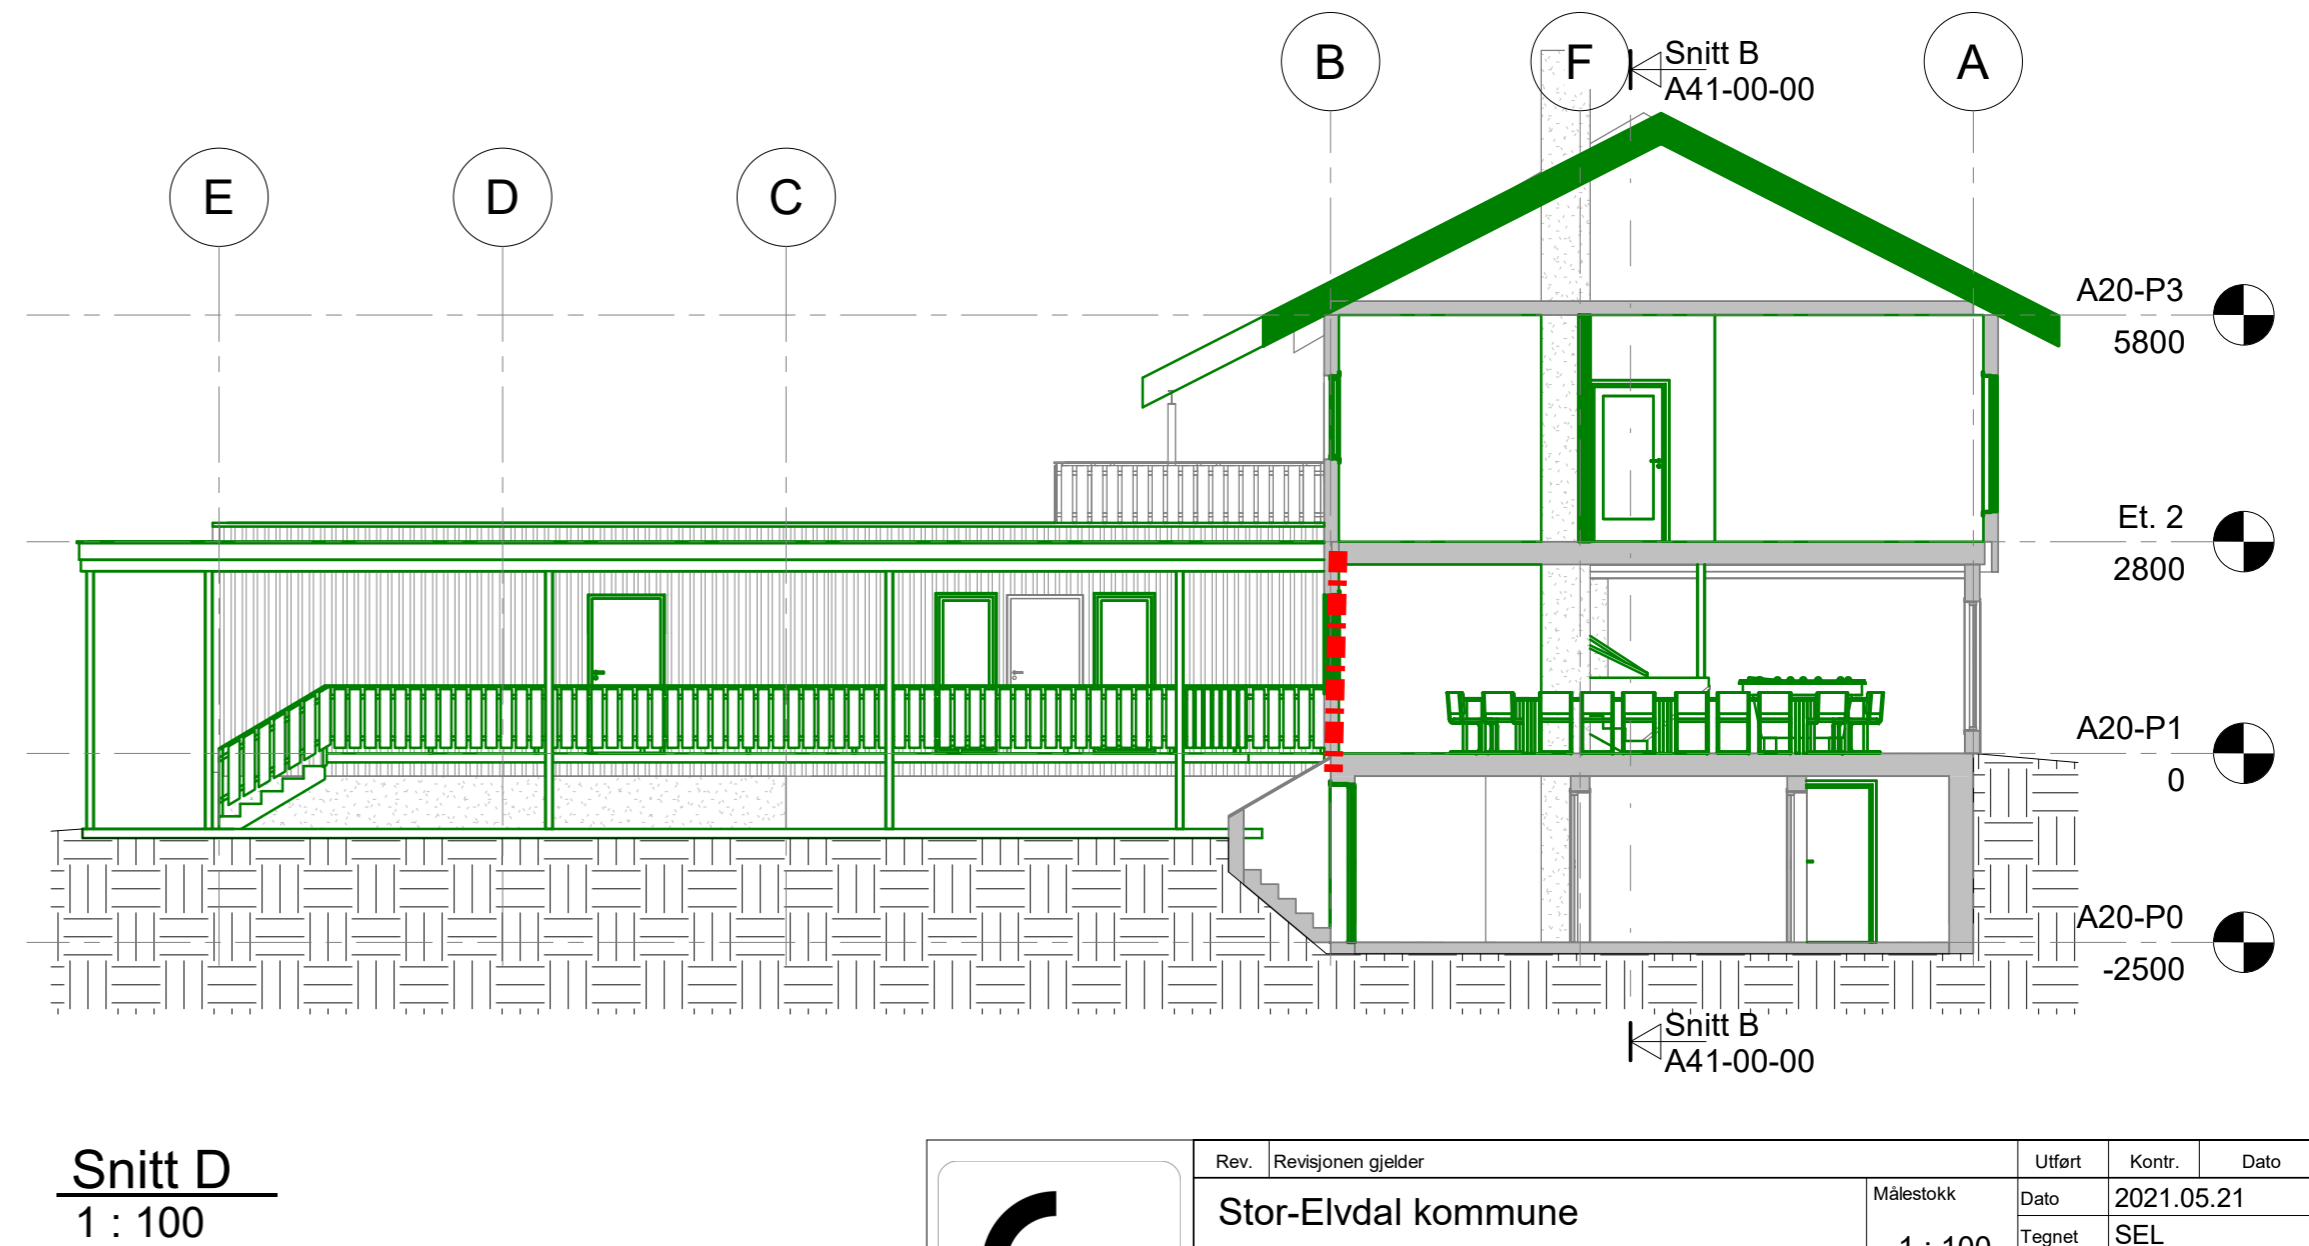 B
F
Snitt B
A41-00-00
A
E
D
C
A20-P3
5800
Et. 2
2800
A20-P1
0
A20-P0
-2500
Snitt B
A41-00-00
Snitt D
1 : 100
Rev. Revisjonen gjelder Utført Kontr. Dato
Stor-Elvdal kommune
Målestokk
1 : 100
Dato 2021.05.21
Tegnet SEL